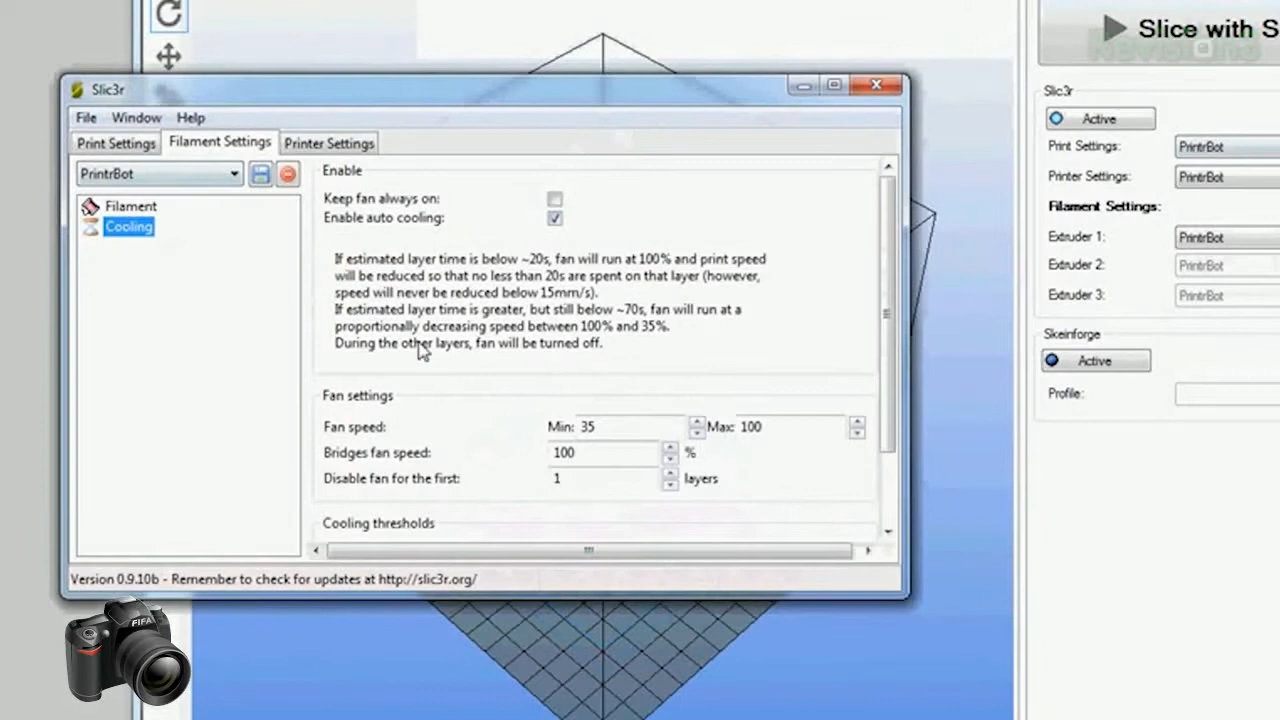 Slice with S
Slic3r
File Window Help
Print Settings Filament Settings Printer Settings
PrintrBot
Filament
Cooling
Enable
Keep fan always on:
Enable auto cooling:
If estimated layer time is below ~20s, fan will run at 100% and print speed
will be reduced so that no less than 20s are spent on that layer (however,
speed will never be reduced below 15mm/s).
If estimated layer time is greater, but still below ~70s, fan will run at a
proportionally decreasing speed between 100% and 35%.
During the other layers, fan will be turned off.
Fan settings
Fan speed: Min: 35 Max: 100
Bridges fan speed: 100 %
Disable fan for the first: 1 layers
Cooling thresholds
Version 0.9.10b - Remember to check for updates at http://slic3r.org/
Slic3r
Active
Print Settings: PrintrBot
Printer Settings: PrintrBot
Filament Settings:
Extruder 1: PrintrBot
Extruder 2: PrintrBot
Extruder 3: PrintrBot
Skeinforge
Active
Profile:
FIFA